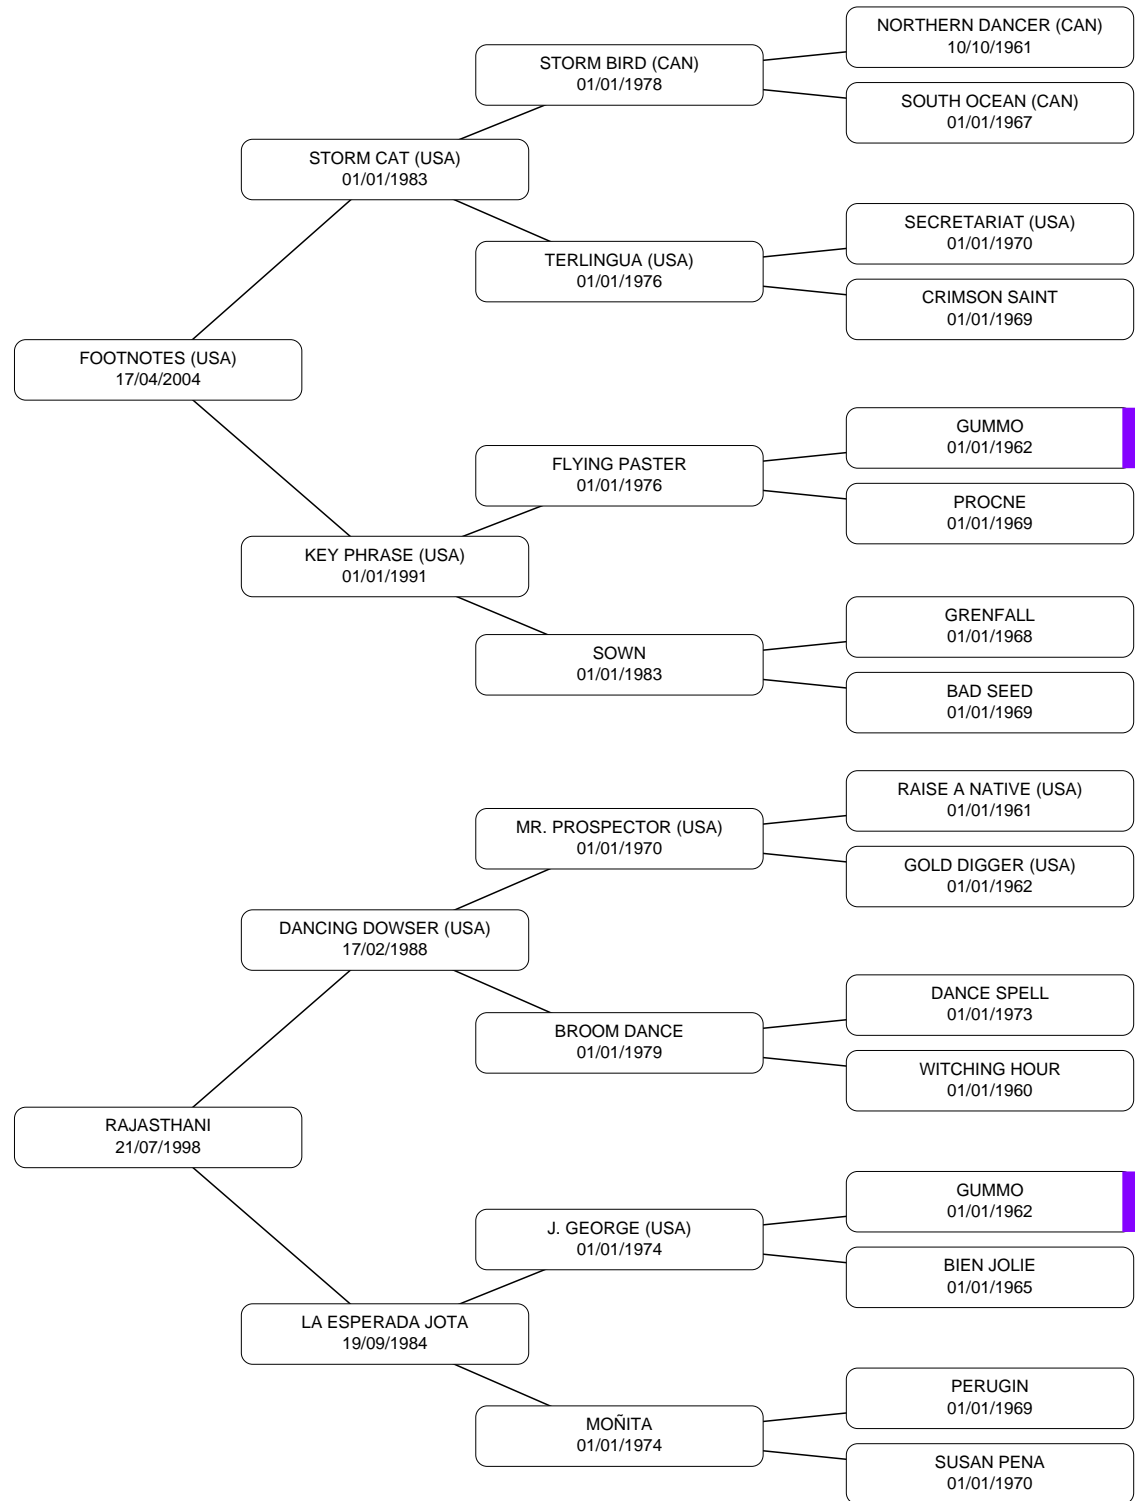 NORTHERN DANCER (CAN)
10/10/1961
STORM BIRD (CAN)
01/01/1978
SOUTH OCEAN (CAN)
01/01/1967
STORM CAT (USA)
01/01/1983
SECRETARIAT (USA)
01/01/1970
TERLINGUA (USA)
01/01/1976
CRIMSON SAINT
01/01/1969
FOOTNOTES (USA)
17/04/2004
GUMMO
01/01/1962
FLYING PASTER
01/01/1976
PROCNE
01/01/1969
KEY PHRASE (USA)
01/01/1991
GRENFALL
01/01/1968
SOWN
01/01/1983
BAD SEED
01/01/1969
RAISE A NATIVE (USA)
01/01/1961
MR. PROSPECTOR (USA)
01/01/1970
GOLD DIGGER (USA)
01/01/1962
DANCING DOWSER (USA)
17/02/1988
DANCE SPELL
01/01/1973
BROOM DANCE
01/01/1979
WITCHING HOUR
01/01/1960
RAJASTHANI
21/07/1998
GUMMO
01/01/1962
J. GEORGE (USA)
01/01/1974
BIEN JOLIE
01/01/1965
LA ESPERADA JOTA
19/09/1984
PERUGIN
01/01/1969
MOÑITA
01/01/1974
SUSAN PENA
01/01/1970